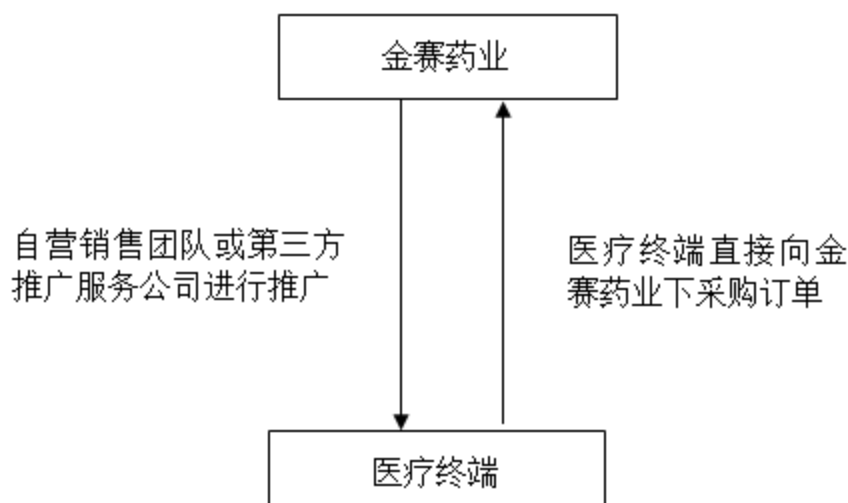 金赛药业
自营销售团队或第三方
推广服务公司进行推广
医疗终端直接向金
赛药业下采购订单
医疗终端